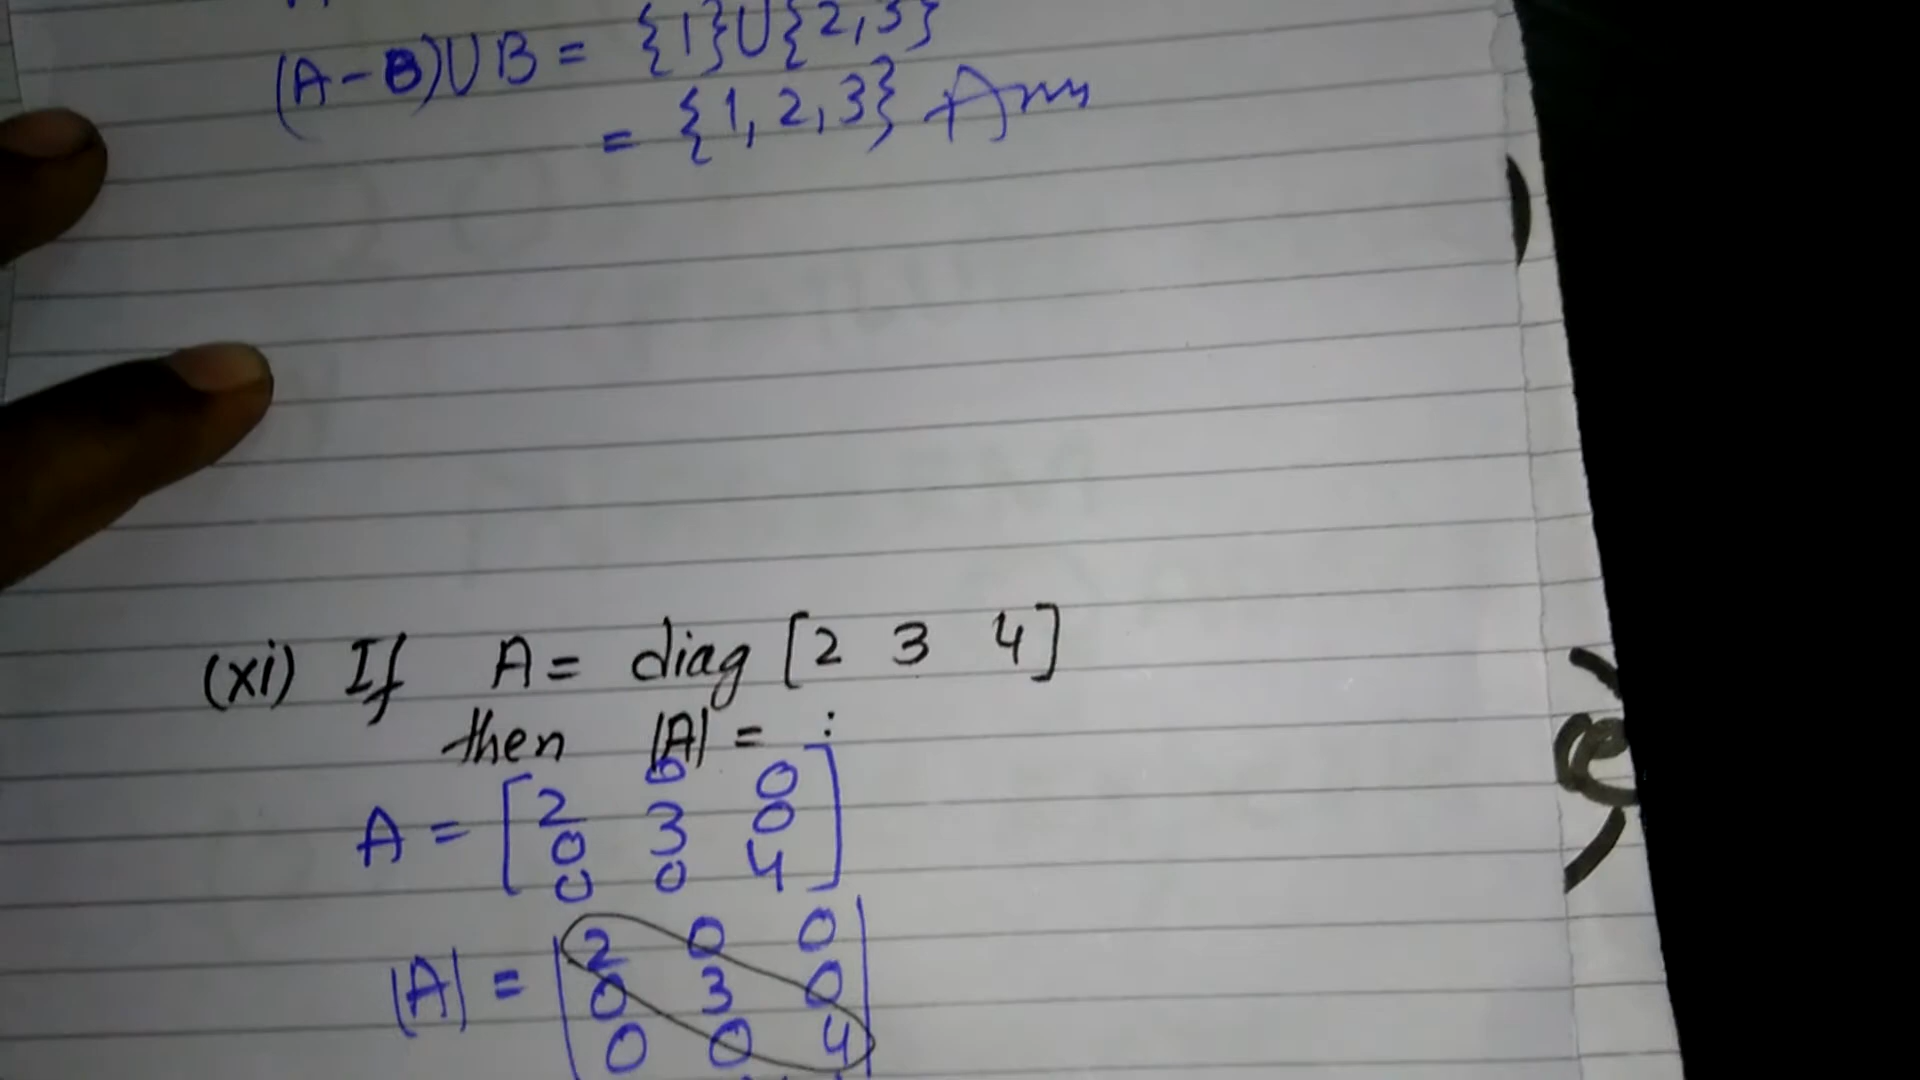 (A-B)UB = {1}U{2,3}
= {1,2,3} Ans
(xi) If A = diag [2 3 4]
then |A| = :
A = [2 0 0
0 3 0
0 0 4]
|A| = |2 0 0
0 3 0
0 0 4|